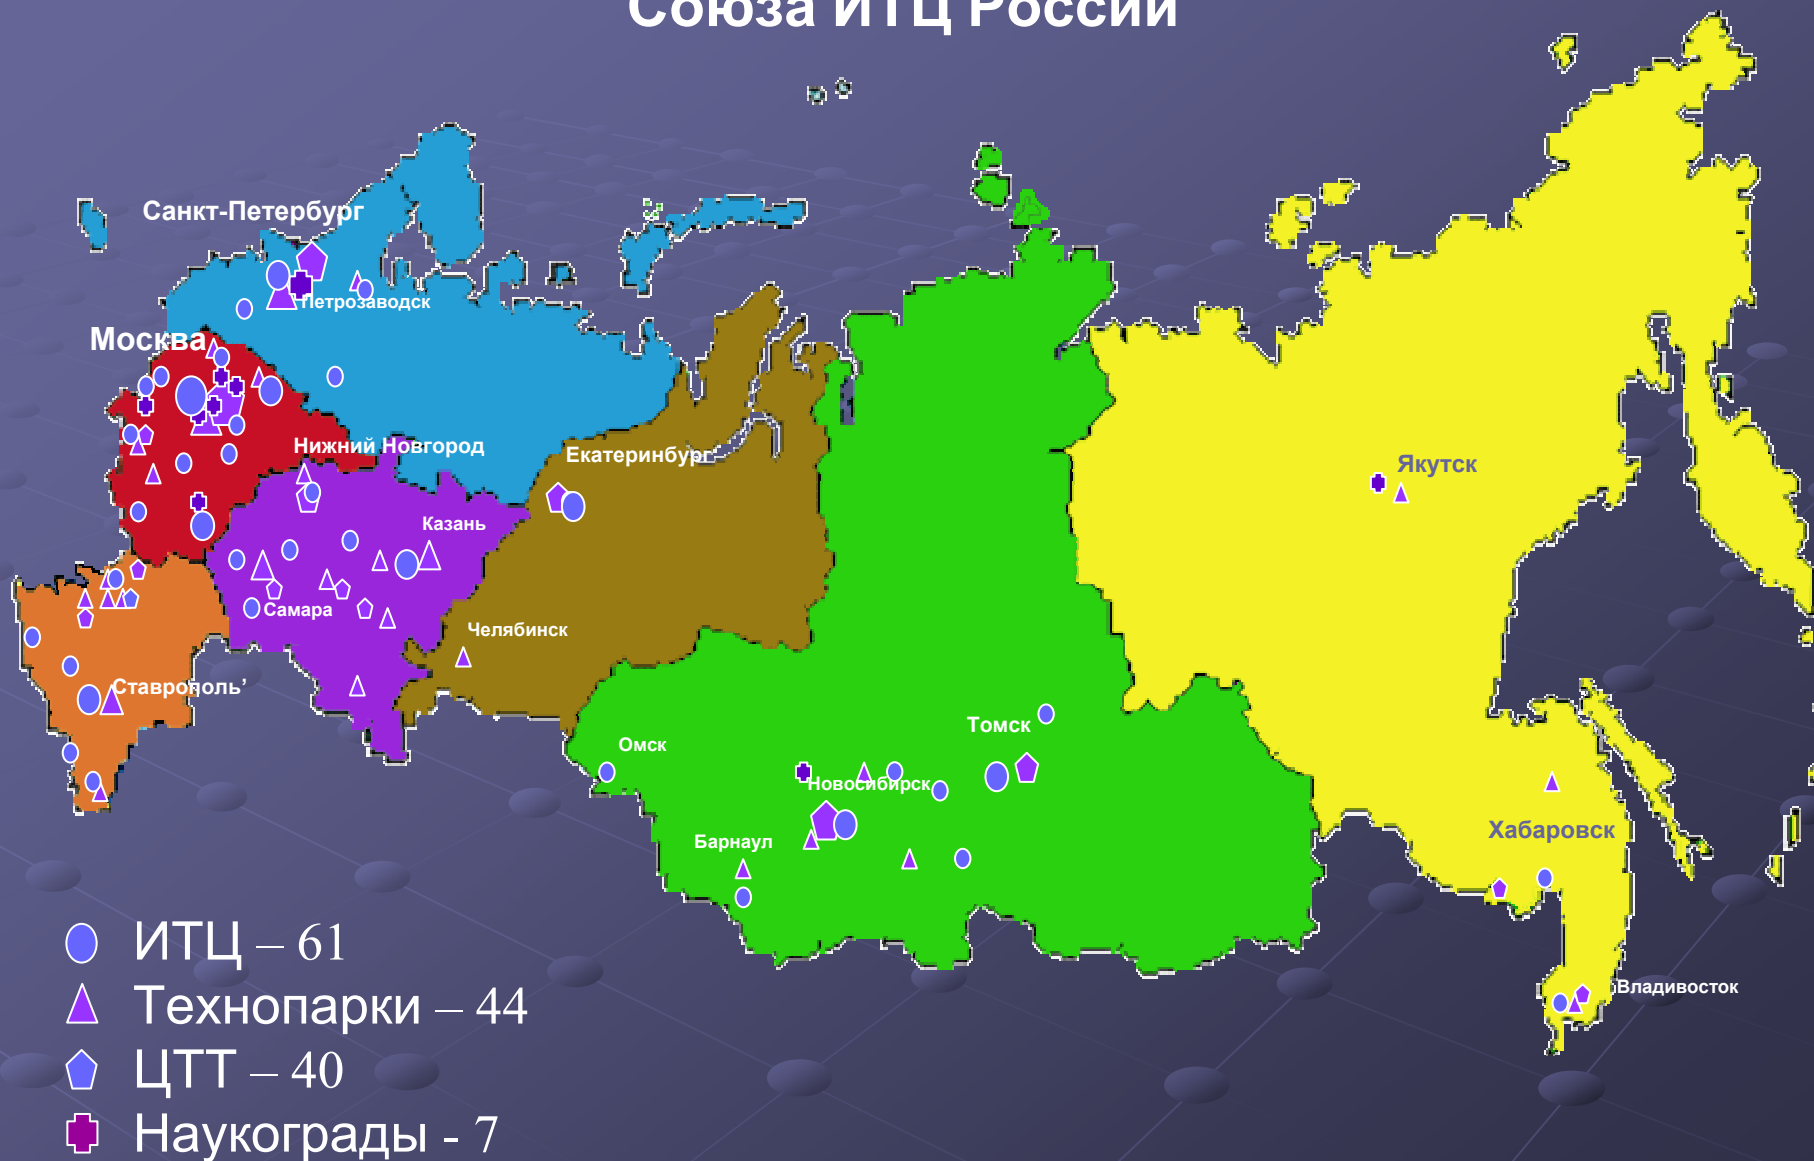 Союза ИТЦ России
Санкт-Петербург
Петрозаводск
Москва
Нижний Новгород
Екатеринбург
Якутск
Казань
Самара
Челябинск
Ставрополь’
Томск
Омск
Новосибирск
Барнаул
Хабаровск
Владивосток
ИТЦ – 61
Технопарки – 44
ЦТТ – 40
Наукограды - 7